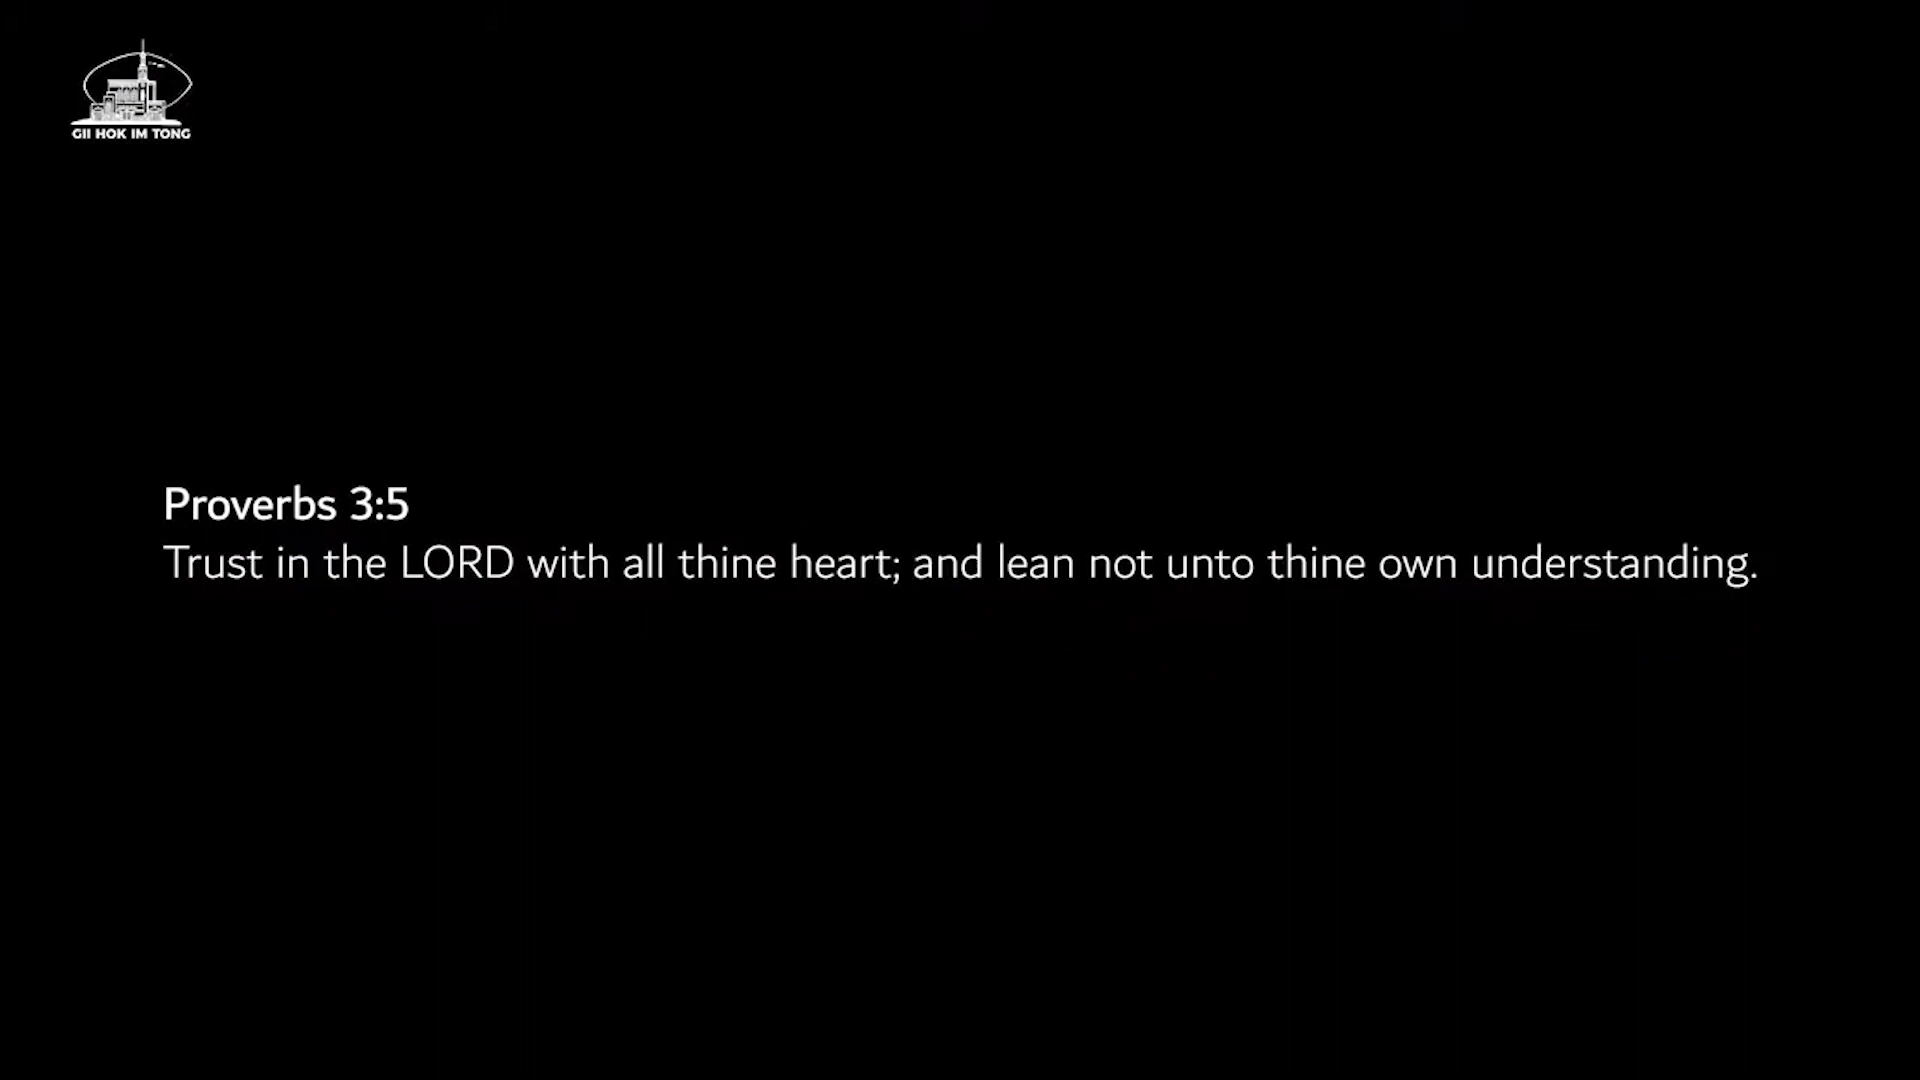 GII HOK IM TONG
Proverbs 3:5
Trust in the LORD with all thine heart; and lean not unto thine own understanding.